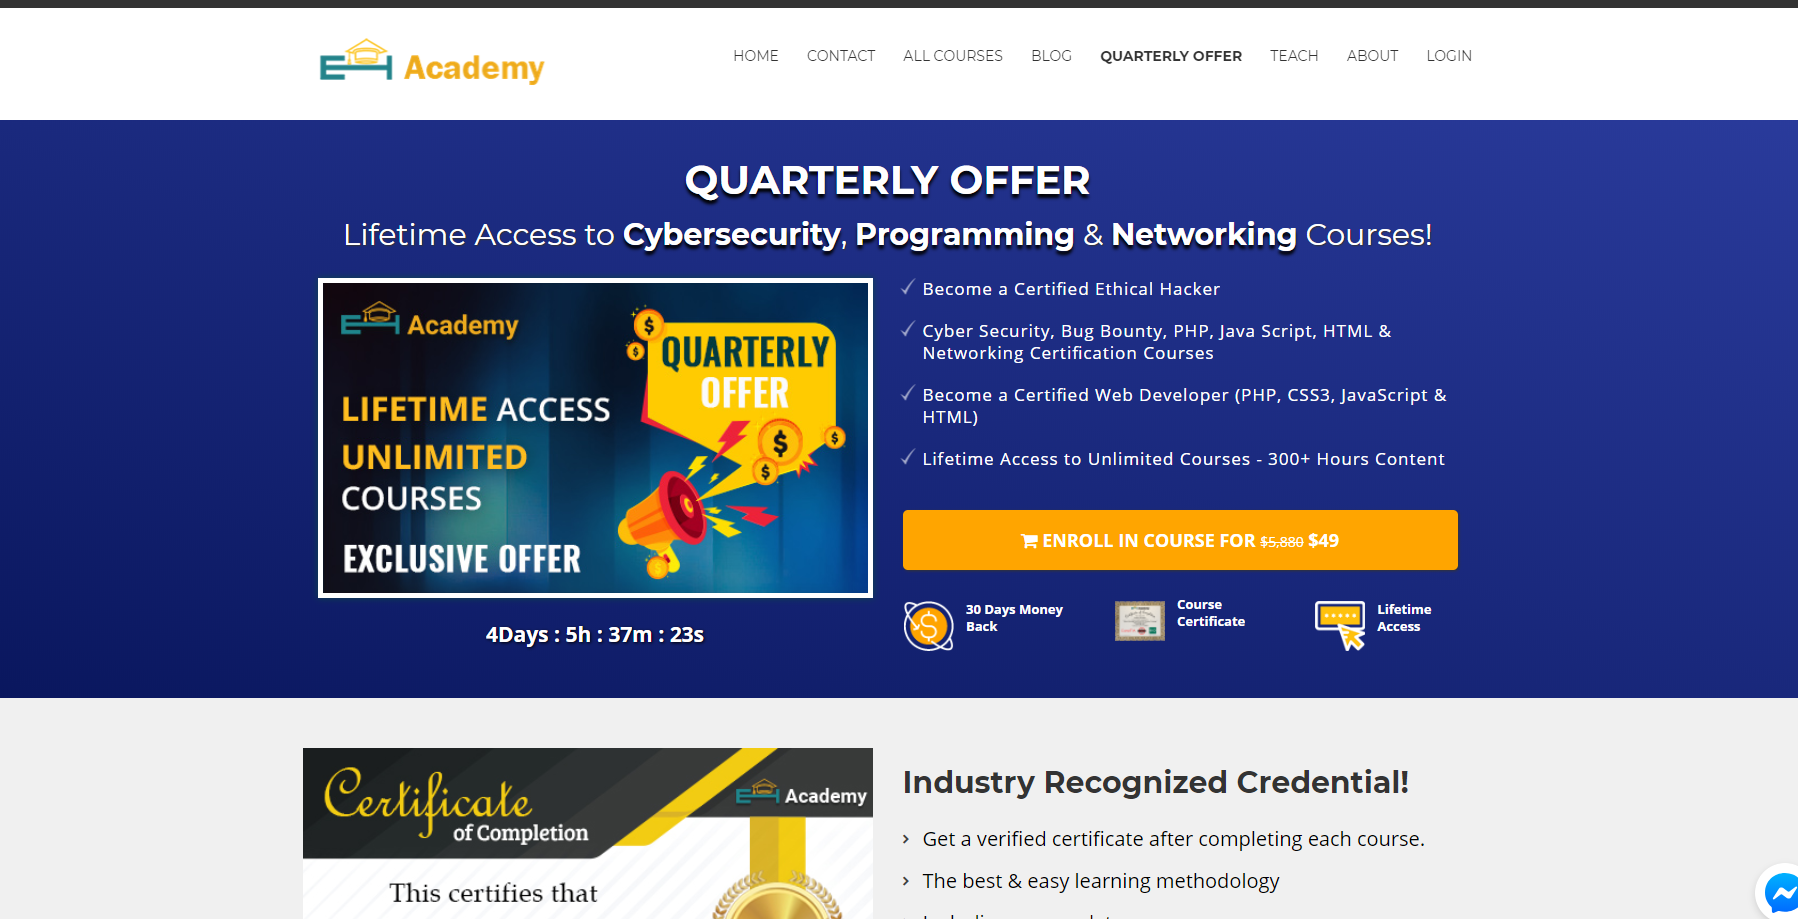 EH Academy
HOME CONTACT ALL COURSES BLOG QUARTERLY OFFER TEACH ABOUT LOGIN
QUARTERLY OFFER
Lifetime Access to Cybersecurity, Programming & Networking Courses!
EH Academy
QUARTERLY
OFFER
LIFETIME ACCESS
UNLIMITED
COURSES
EXCLUSIVE OFFER
4Days : 5h : 37m : 23s
Become a Certified Ethical Hacker
Cyber Security, Bug Bounty, PHP, Java Script, HTML &
Networking Certification Courses
Become a Certified Web Developer (PHP, CSS3, JavaScript &
HTML)
Lifetime Access to Unlimited Courses - 300+ Hours Content
ENROLL IN COURSE FOR $5,880 $49
30 Days Money
Back
Course
Certificate
Lifetime
Access
Certificate
of Completion
EH Academy
This certifies that
Industry Recognized Credential!
Get a verified certificate after completing each course.
The best & easy learning methodology